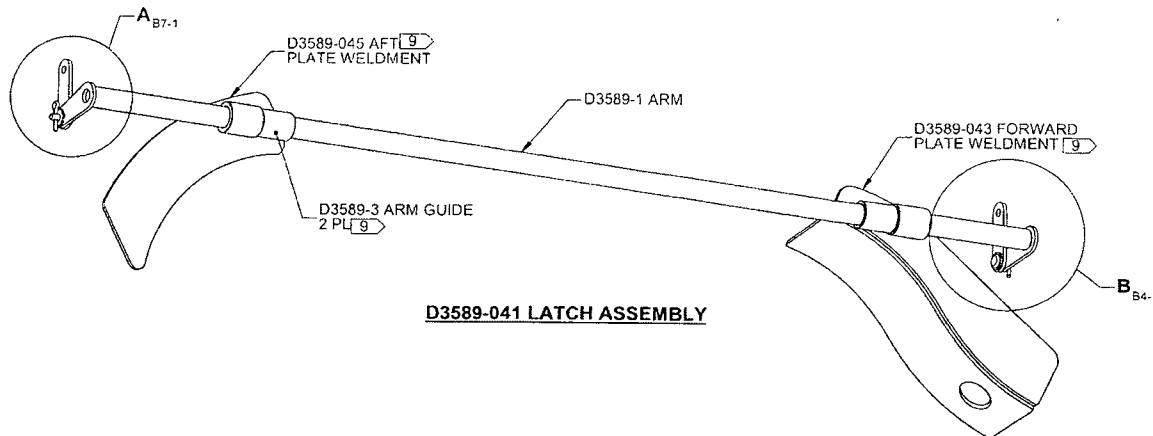 A B7-1
D3589-045 AFT 9
PLATE WELDMENT
D3589-1 ARM
D3589-043 FORWARD
PLATE WELDMENT 9
D3589-3 ARM GUIDE
2 PL 9
B B4-
D3589-041 LATCH ASSEMBLY